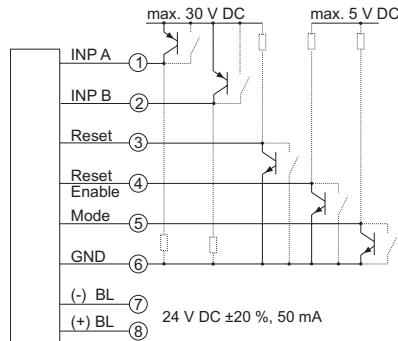 max. 30 V DC
max. 5 V DC
INP A
1
INP B
2
Reset
3
Reset
Enable
4
Mode
5
GND
6
(-) BL
7
24 V DC ±20 %, 50 mA
(+) BL
8